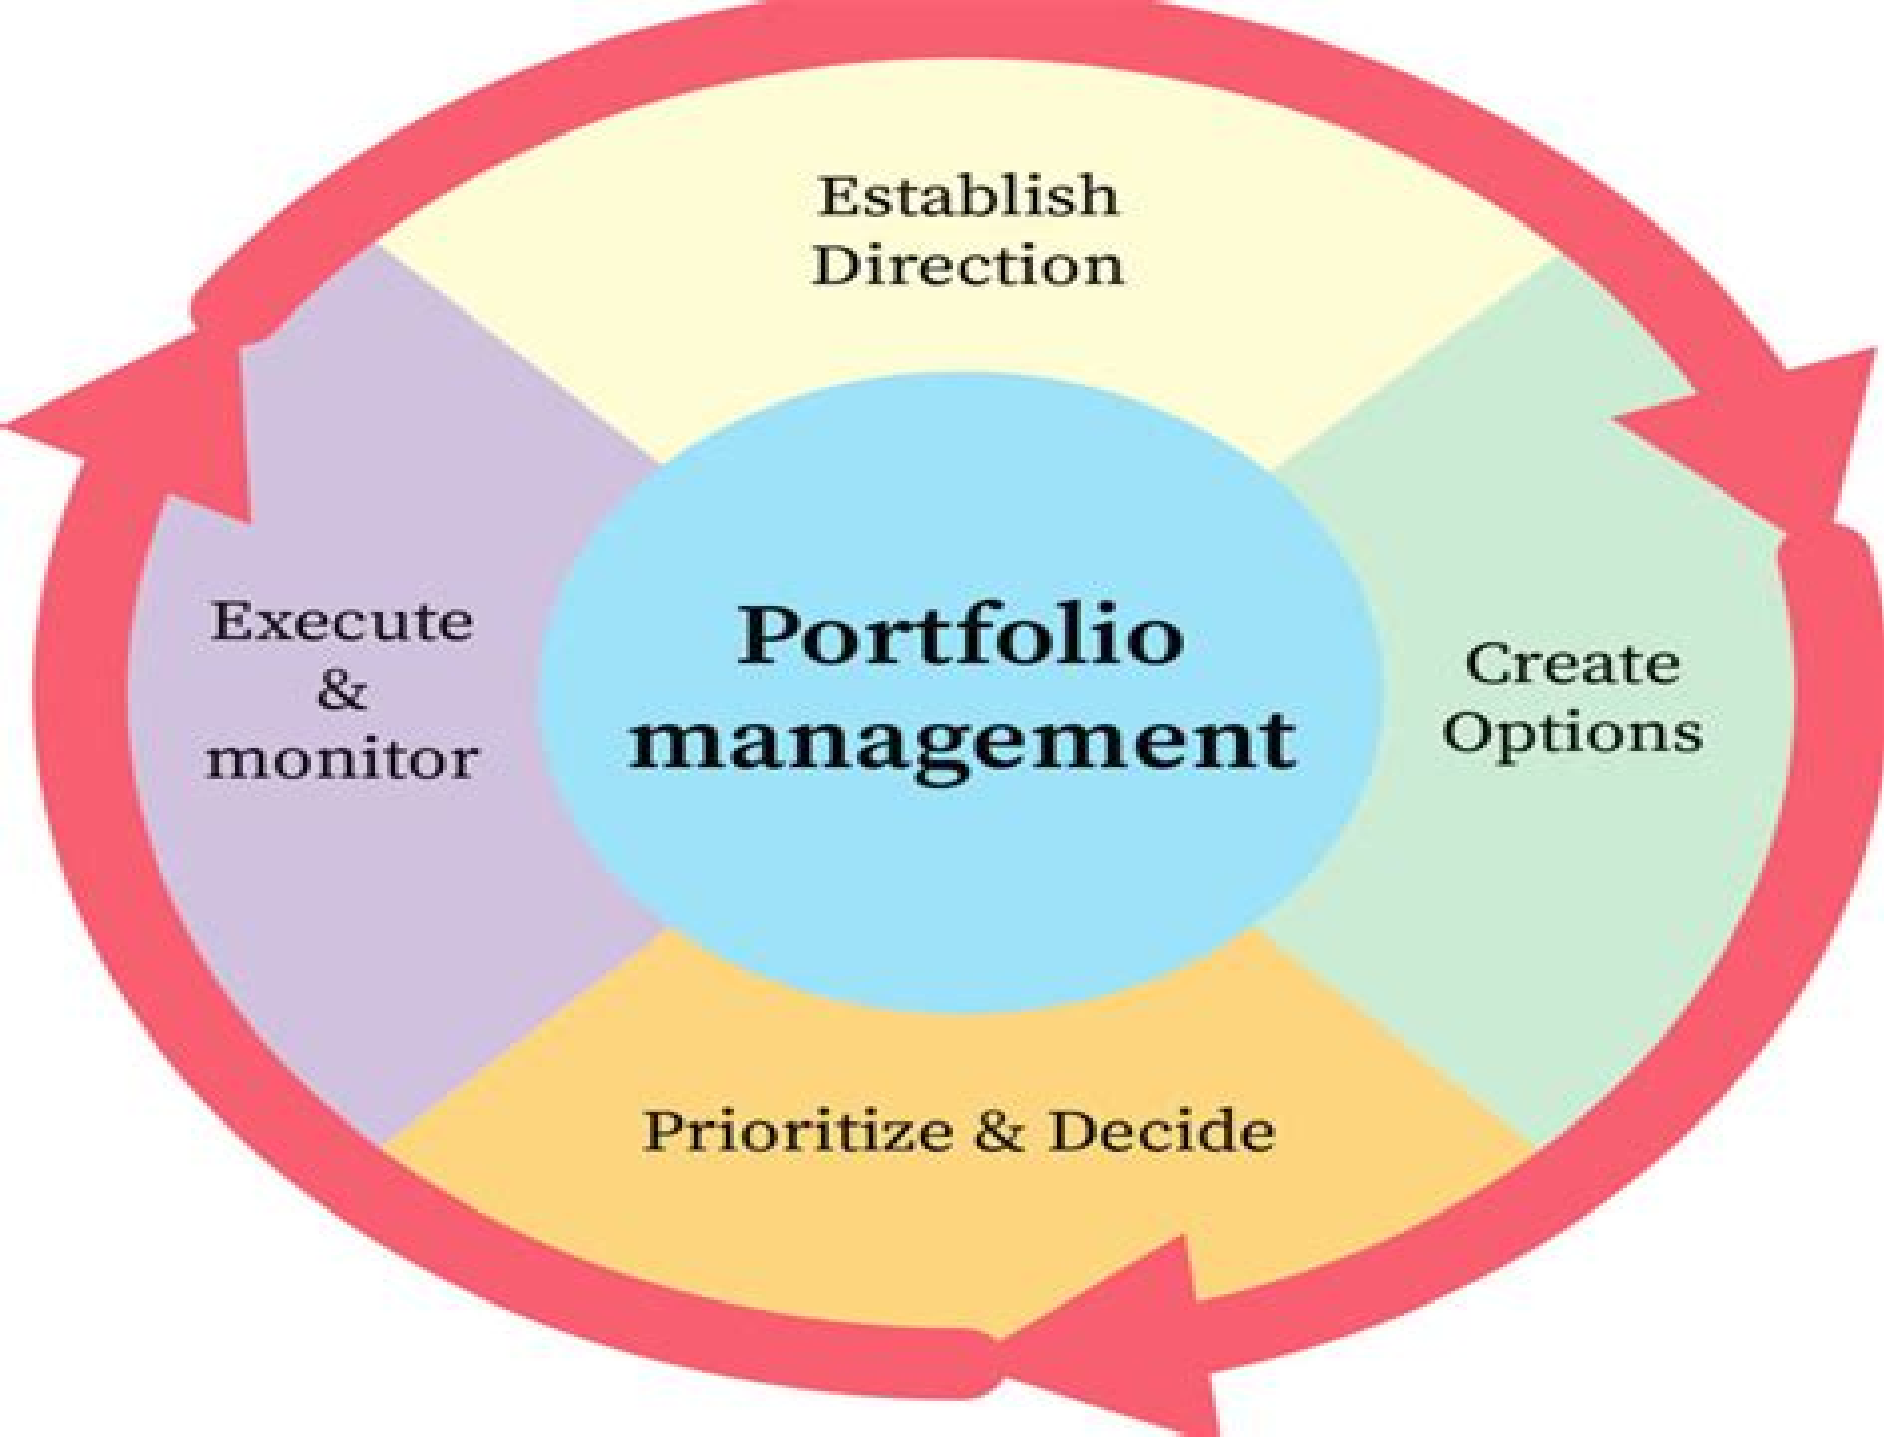 Establish
Direction
Create
Options
Prioritize & Decide
Execute
&
monitor
Portfolio
management